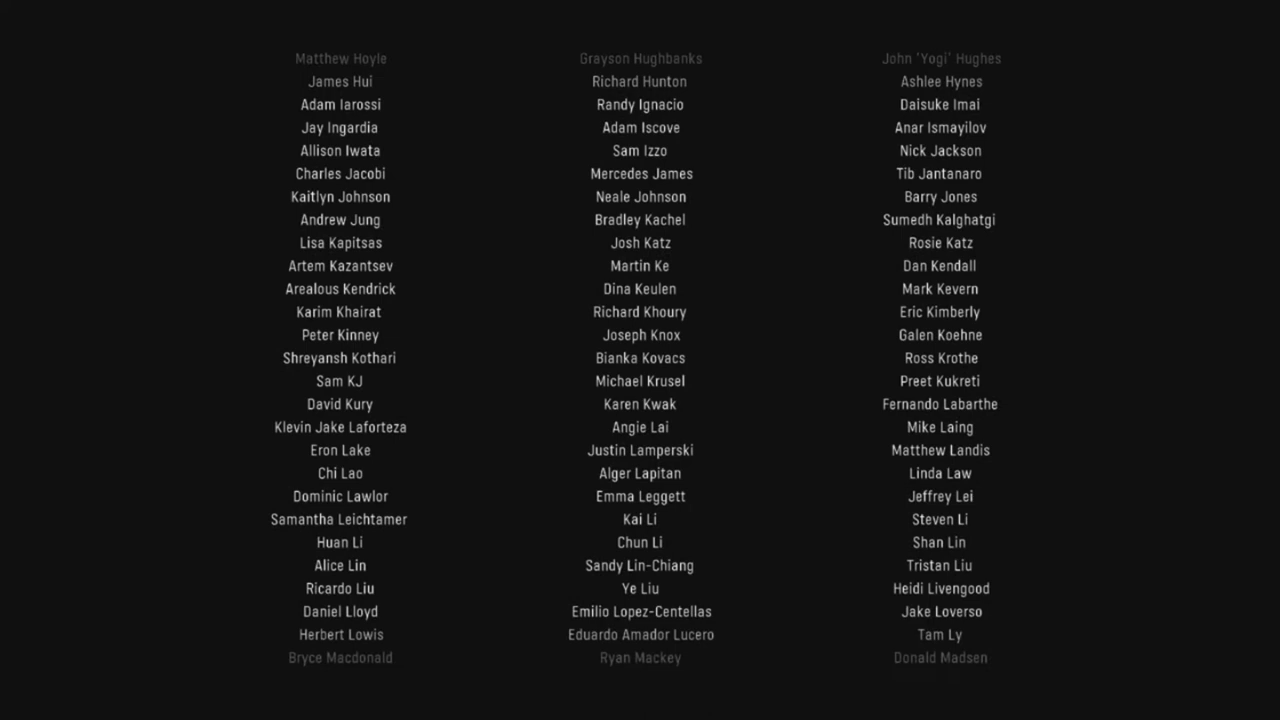 Matthew Hoyle Grayson Hughbanks John 'Yogi' Hughes
James Hui Richard Hunton Ashlee Hynes
Adam Iarossi Randy Ignacio Daisuke Imai
Jay Ingardia Adam Iscove Anar Ismayilov
Allison Iwata Sam Izzo Nick Jackson
Charles Jacobi Mercedes James Tib Jantanaro
Kaitlyn Johnson Neale Johnson Barry Jones
Andrew Jung Bradley Kachel Sumedh Kalghatgi
Lisa Kapitsas Josh Katz Rosie Katz
Artem Kazantsev Martin Ke Dan Kendall
Arealous Kendrick Dina Keulen Mark Kevern
Karim Khairat Richard Khoury Eric Kimberly
Peter Kinney Joseph Knox Galen Koehne
Shreyansh Kothari Bianka Kovacs Ross Krothe
Sam KJ Michael Krusel Preet Kukreti
David Kury Karen Kwak Fernando Labarthe
Klevin Jake Laforteza Angie Lai Mike Laing
Eron Lake Justin Lamperski Matthew Landis
Chi Lao Alger Lapitan Linda Law
Dominic Lawlor Emma Leggett Jeffrey Lei
Samantha Leichtamer Kai Li Steven Li
Huan Li Chun Li Shan Lin
Alice Lin Sandy Lin-Chiang Tristan Liu
Ricardo Liu Ye Liu Heidi Livengood
Daniel Lloyd Emilio Lopez-Centellas Jake Loverso
Herbert Lowis Eduardo Amador Lucero Tam Ly
Bryce Macdonald Ryan Mackey Donald Madsen